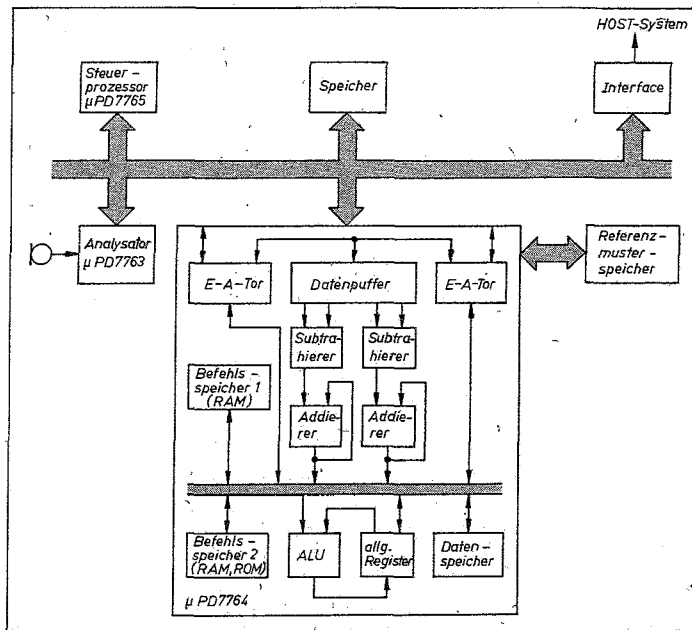 HOST-System
Steuer-
prozessor
µPD7765
Speicher
Interface
Analysator
µPD7763
Referenz-
muster-
speicher
E-A-Tor
Datenpuffer
E-A-Tor
Subtra-
hierer
Subtra-
hierer
Befehls-
speicher 1
(RAM)
Addie-
rer
Addie-
rer
Befehls-
speicher 2
(RAM,ROM)
ALU
allg.
Register
Daten-
speicher
µ PD7764